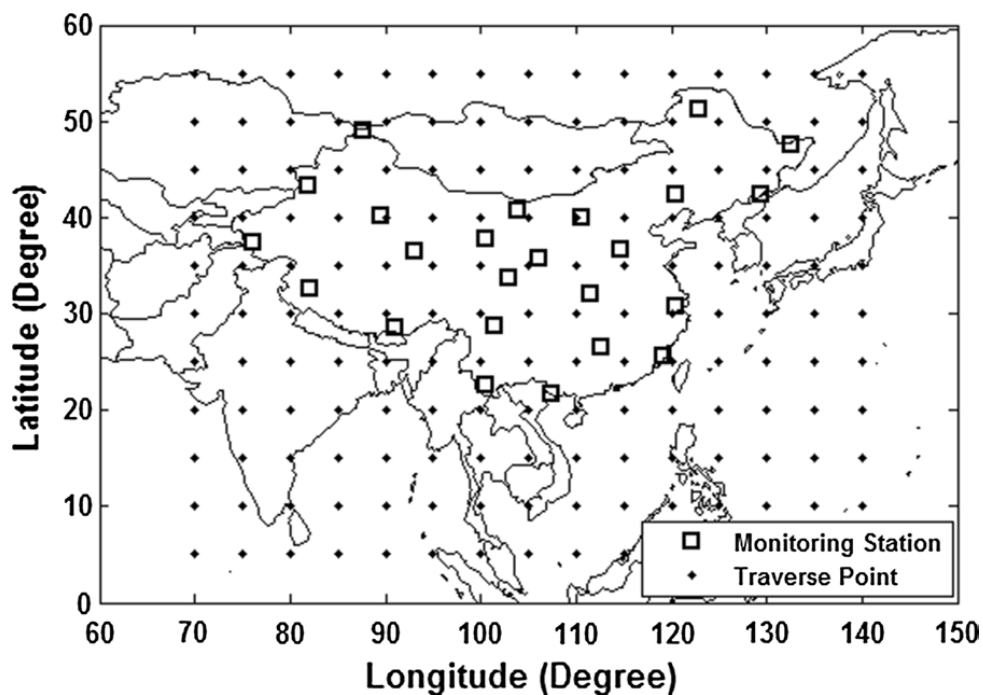 60
50
40
30
20
10
0
Latitude (Degree)
Monitoring Station
Traverse Point
60 70 80 90 100 110 120 130 140 150
Longitude (Degree)